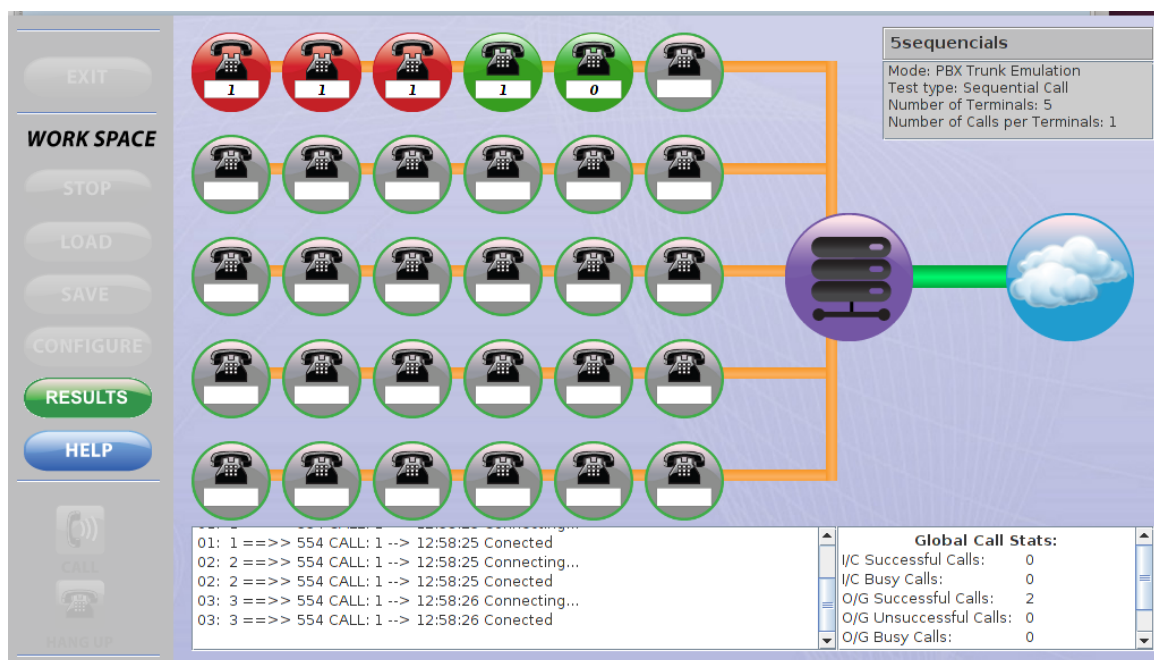 EXIT
WORK SPACE
STOP
LOAD
SAVE
CONFIGURE
RESULTS
HELP
CALL
HANG UP
1 1 1 1 0
5sequencials
Mode: PBX Trunk Emulation
Test type: Sequential Call
Number of Terminals: 5
Number of Calls per Terminals: 1
01: 1 ==>> 554 CALL: 1 --> 12:58:25 Conected
02: 2 ==>> 554 CALL: 1 --> 12:58:25 Connecting...
02: 2 ==>> 554 CALL: 1 --> 12:58:25 Conected
03: 3 ==>> 554 CALL: 1 --> 12:58:26 Connecting...
03: 3 ==>> 554 CALL: 1 --> 12:58:26 Conected
Global Call Stats:
I/C Successful Calls: 0
I/C Busy Calls: 0
O/G Successful Calls: 2
O/G Unsuccessful Calls: 0
O/G Busy Calls: 0